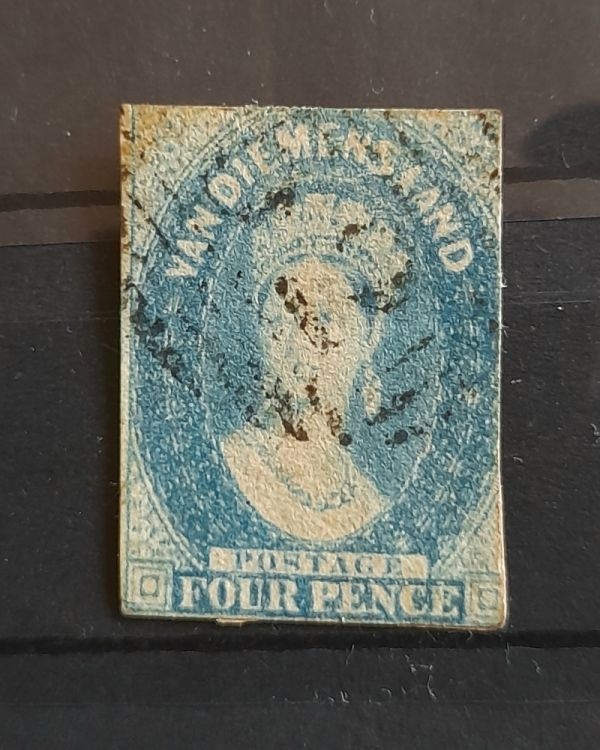 VAN DIEMENS LAND
POSTAGE
FOUR PENCE